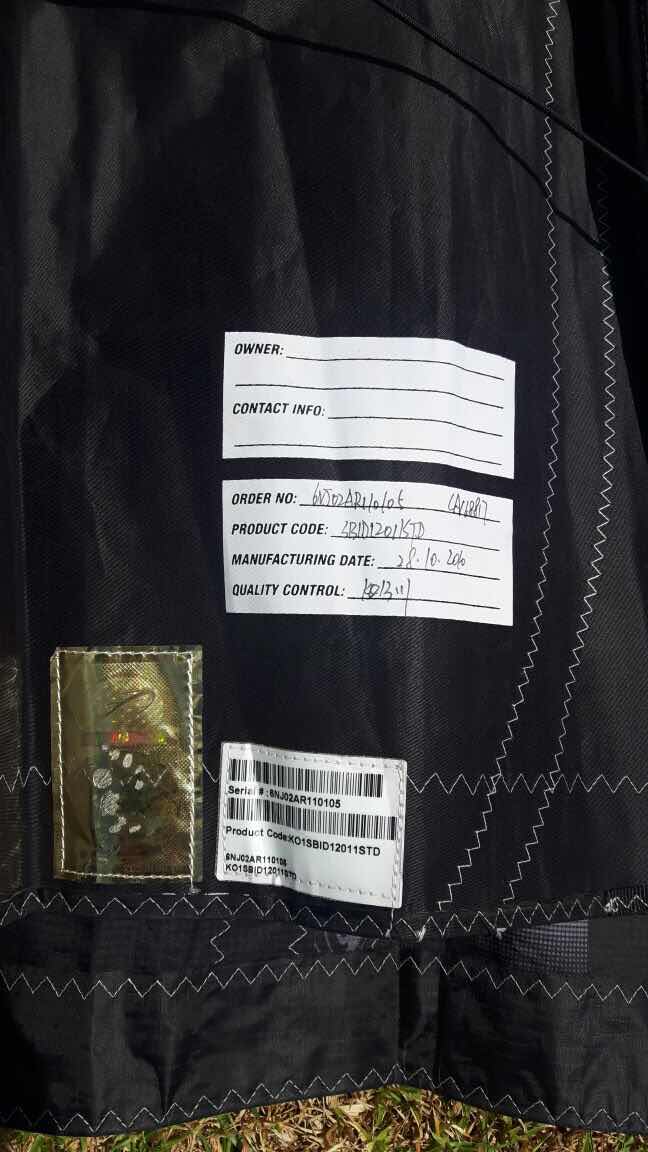 OWNER:
CONTACT INFO:
ORDER NO: 6NJ02AR110105
PRODUCT CODE: SBID12011STD
MANUFACTURING DATE: 28.10.2010
QUALITY CONTROL:
Serial # :6NJ02AR110105
Product Code:KO1SBID12011STD
6NJ02AR110105
KO1SBID12011STD